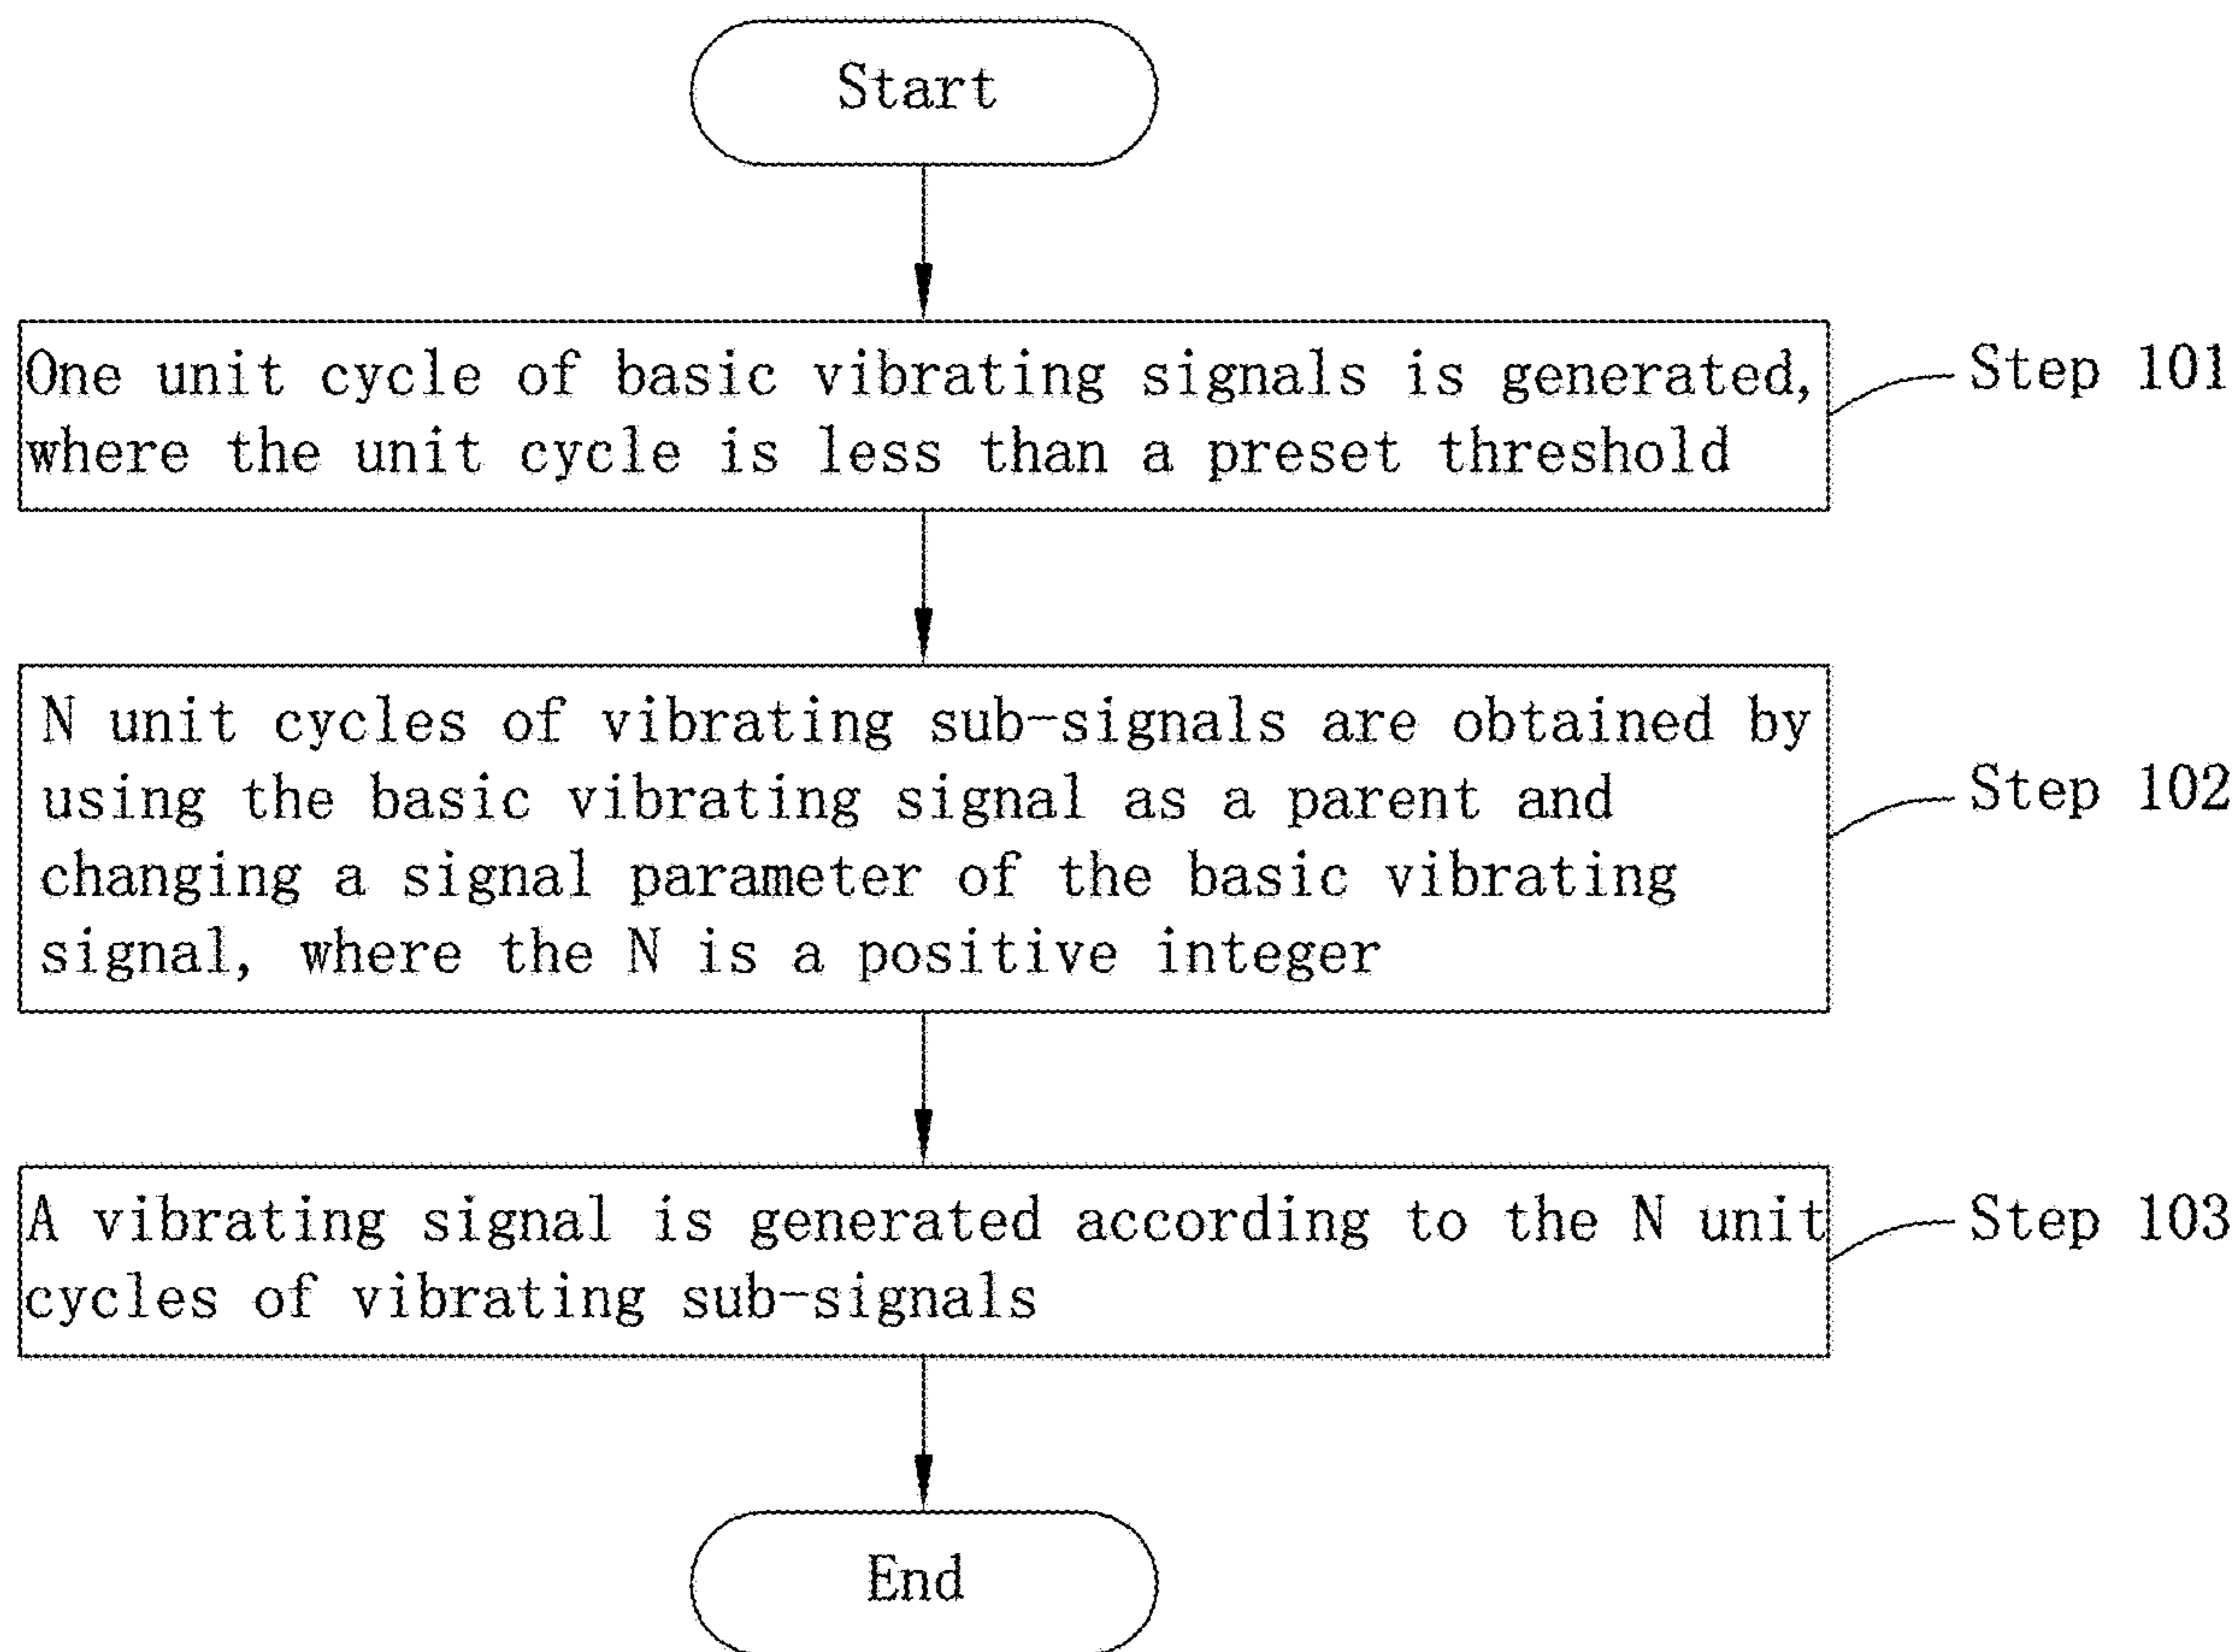 Start
One unit cycle of basic vibrating signals is generated,
where the unit cycle is less than a preset threshold
Step 101
N unit cycles of vibrating sub-signals are obtained by
using the basic vibrating signal as a parent and
changing a signal parameter of the basic vibrating
signal, where the N is a positive integer
Step 102
A vibrating signal is generated according to the N unit
cycles of vibrating sub-signals
Step 103
End